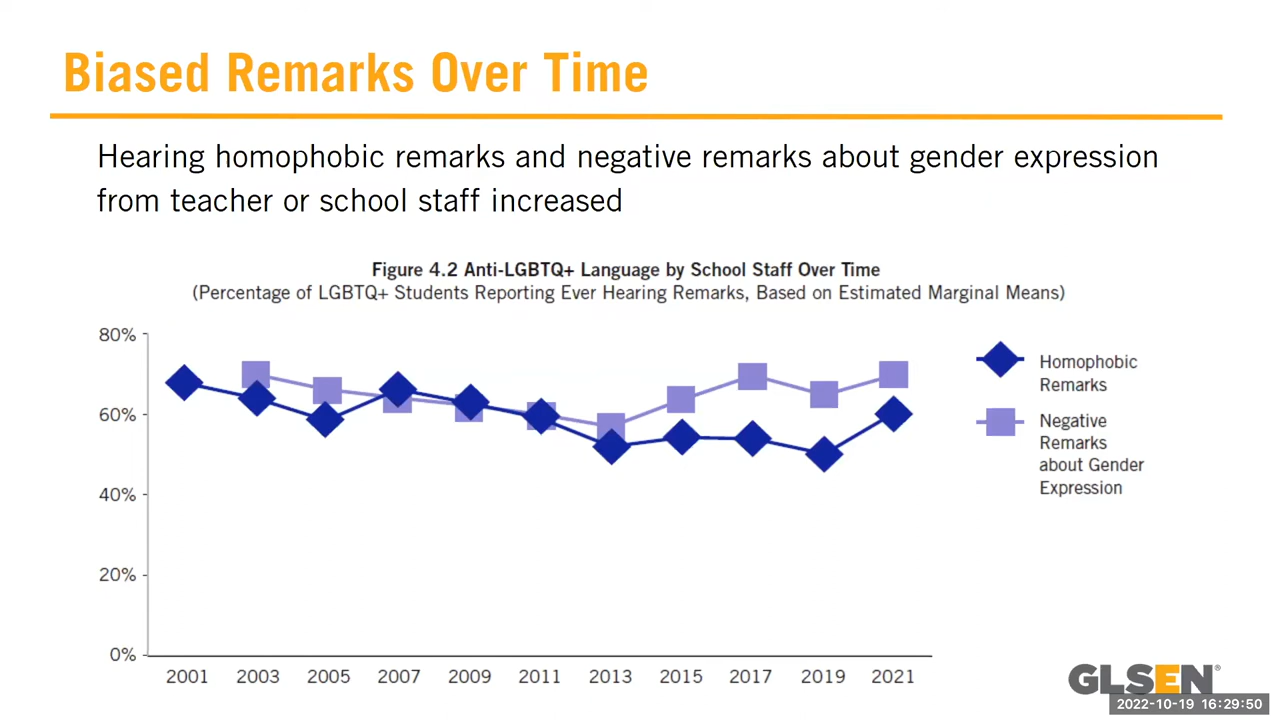 Biased Remarks Over Time
Hearing homophobic remarks and negative remarks about gender expression
from teacher or school staff increased
Figure 4.2 Anti-LGBTQ+ Language by School Staff Over Time
(Percentage of LGBTQ+ Students Reporting Ever Hearing Remarks, Based on Estimated Marginal Means)
80%
60%
40%
20%
0%
2001 2003 2005 2007 2009 2011 2013 2015 2017 2019 2021
Homophobic
Remarks
Negative
Remarks
about Gender
Expression
GLSEN®
2022-10-19 16:29:50